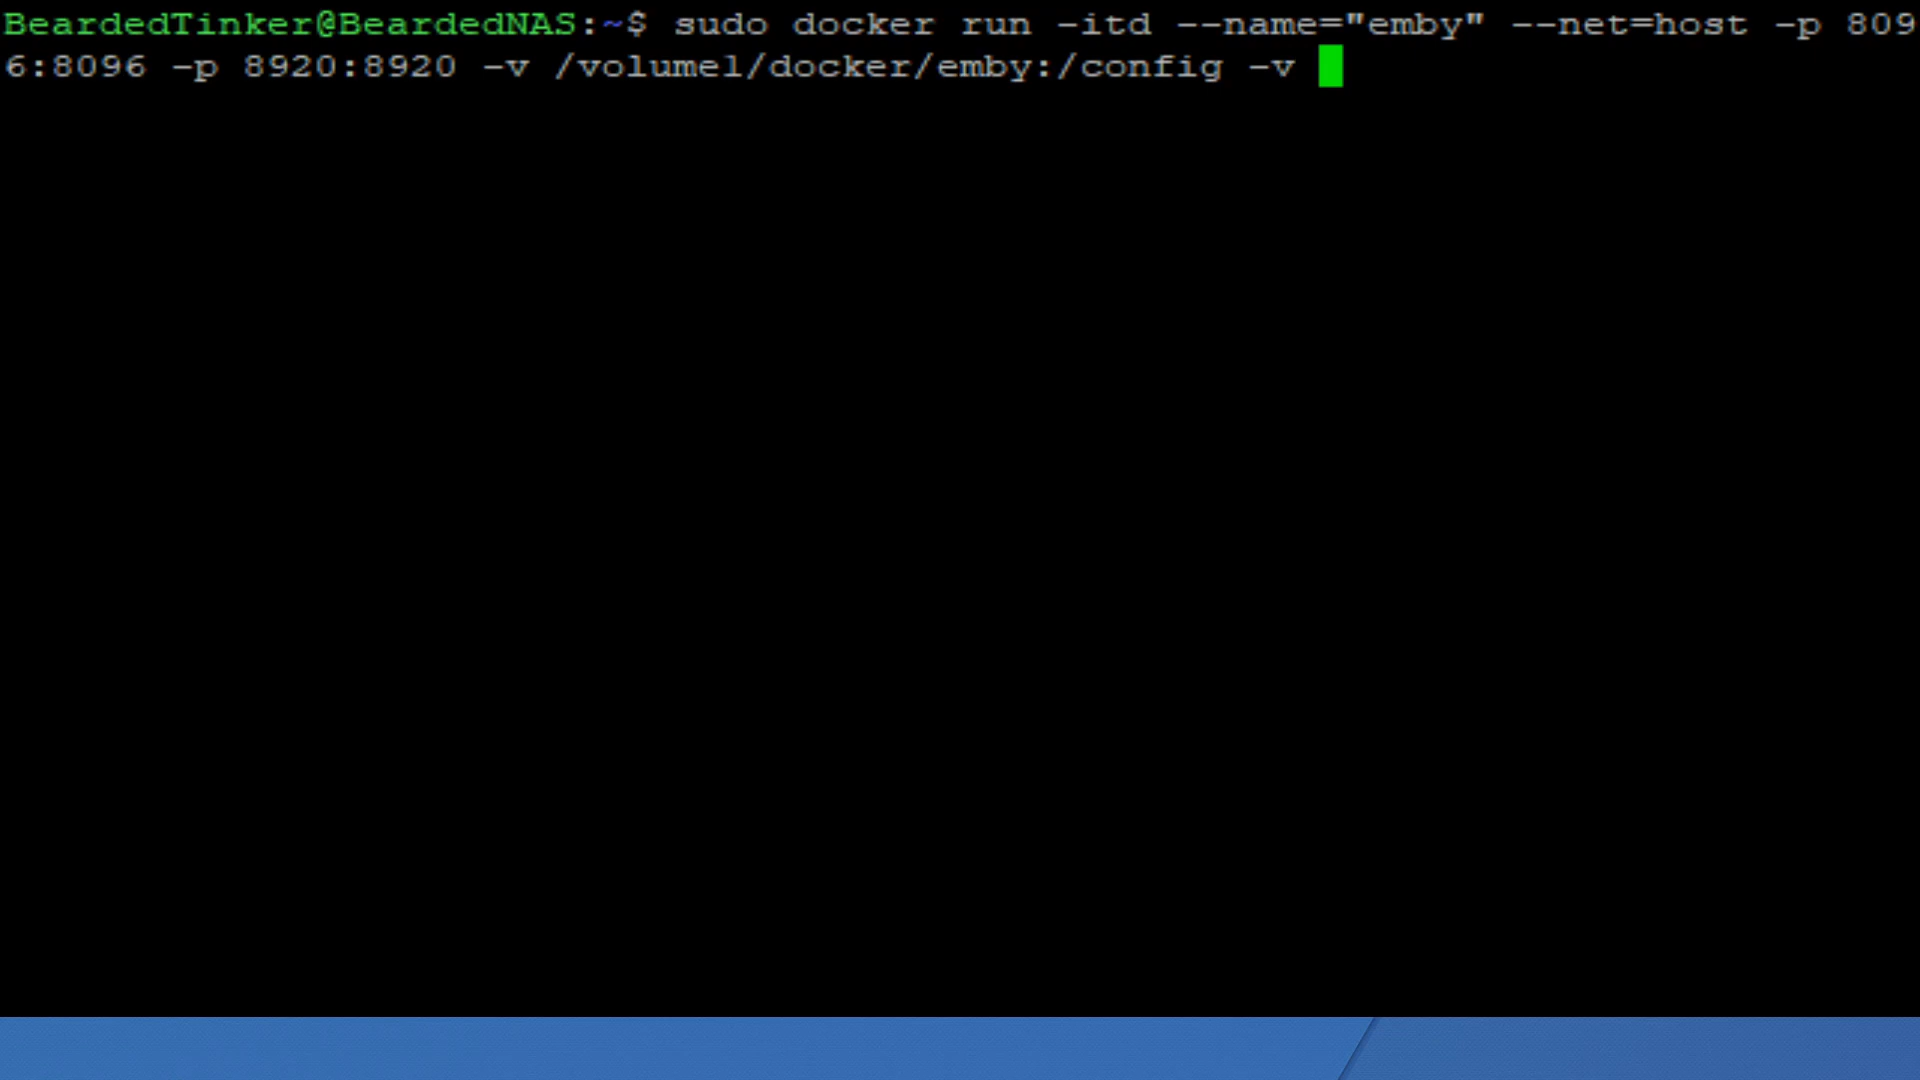 BeardedTinker@BeardedNAS:~$ sudo docker run -itd --name="emby" --net=host -p 809
6:8096 -p 8920:8920 -v /volume1/docker/emby:/config -v